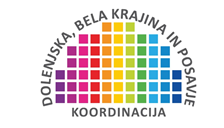 DOLENJSKA, BELA KRAJINA IN POSAVJE
KOORDINACIJA